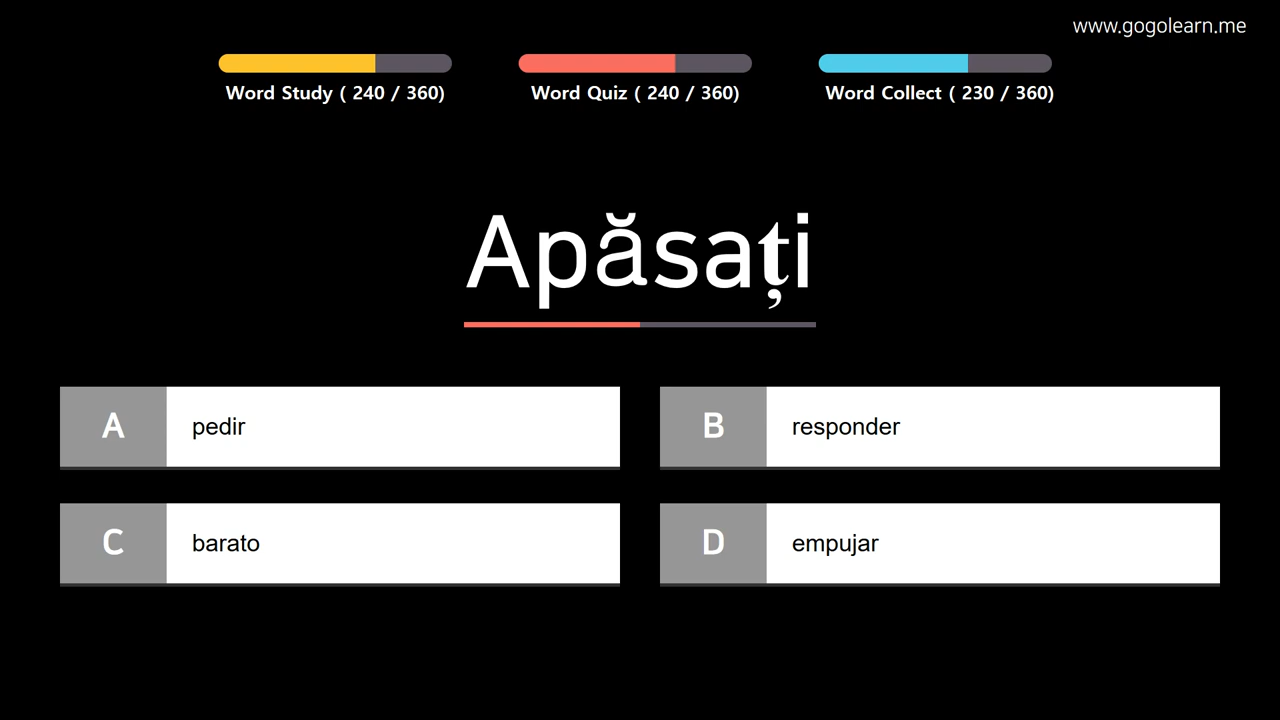 www.gogolearn.me
Word Study ( 240 / 360)
Word Quiz ( 240 / 360)
Word Collect ( 230 / 360)
Apăsați
A pedir
B responder
C barato
D empujar